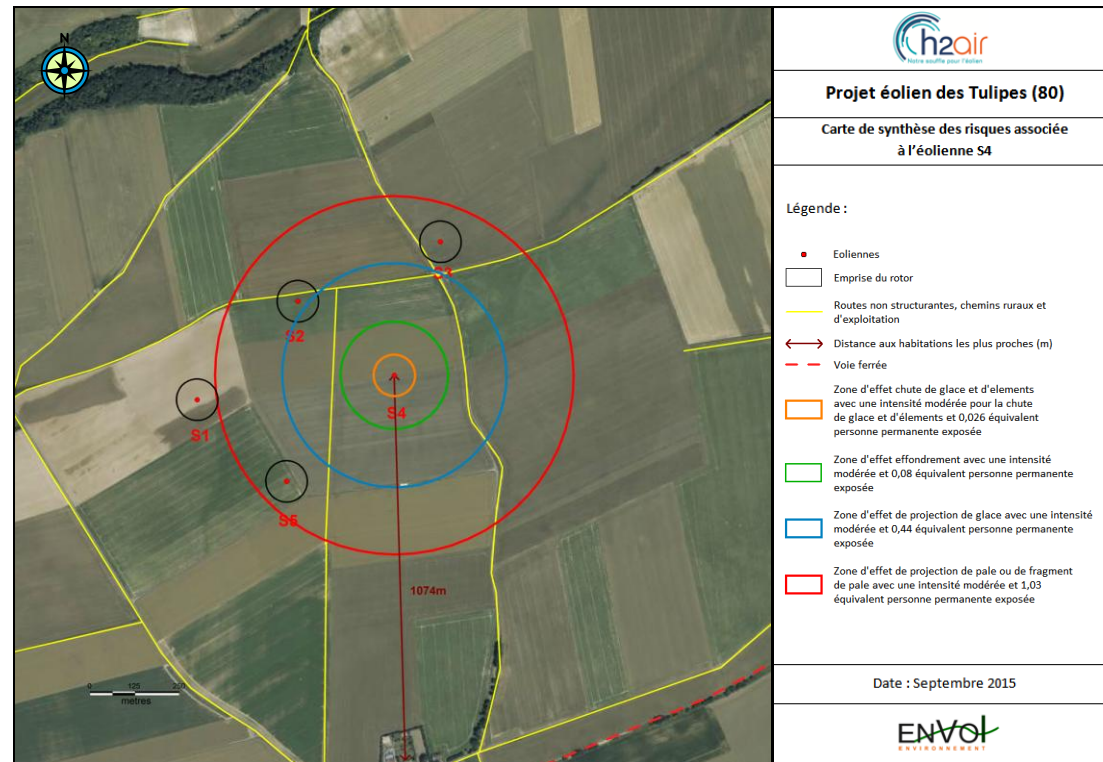 N
S3
S2
S4
S1
S5
1074m
0 125 250
metres
h2air
Notre souffle pour l'éolien
Projet éolien des Tulipes (80)
Carte de synthèse des risques associée
à l'éolienne S4
Légende :
Eoliennes
Emprise du rotor
Routes non structurantes, chemins ruraux et
d'exploitation
Distance aux habitations les plus proches (m)
Voie ferrée
Zone d'effet chute de glace et d'elements
avec une intensité modérée pour la chute
de glace et d'élements et 0,026 équivalent
personne permanente exposée
Zone d'effet effondrement avec une intensité
modérée et 0,08 équivalent personne permanente
exposée
Zone d'effet de projection de glace avec une intensité
modérée et 0,44 équivalent personne permanente
exposée
Zone d'effet de projection de pale ou de fragment
de pale avec une intensité modérée et 1,03
équivalent personne permanente exposée
Date : Septembre 2015
ENVOL
ENVIRONNEMENT